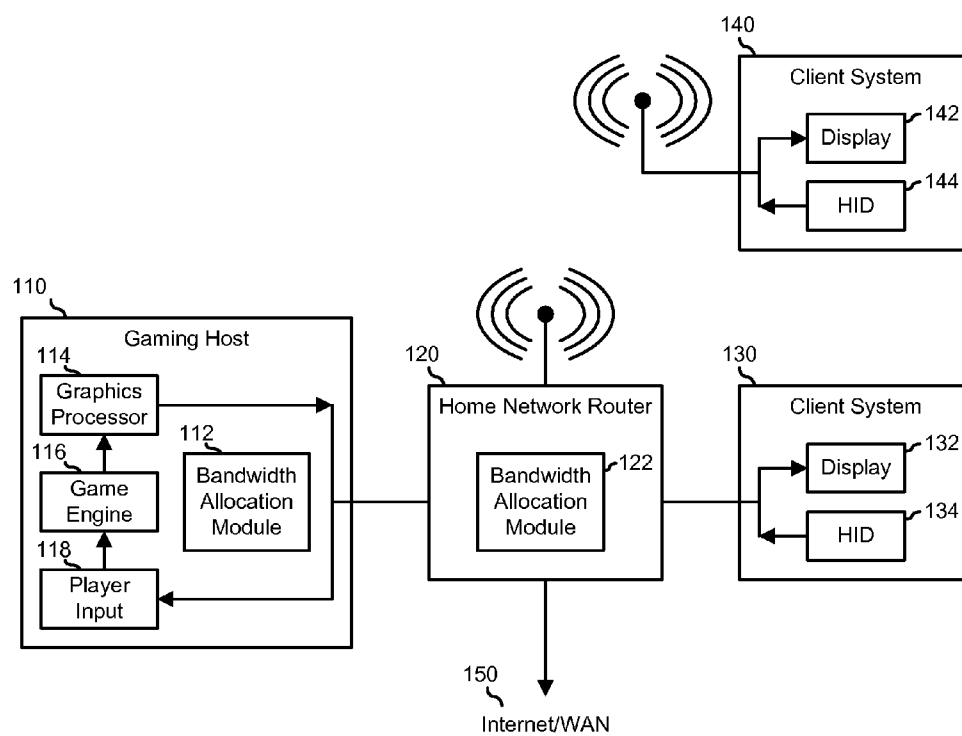 140
Client System
Display
142
HID
144
110
Gaming Host
114
Graphics
Processor
112
116
Game
Engine
Bandwidth
Allocation
Module
118
Player
Input
120
Home Network Router
Bandwidth
Allocation
Module
122
130
Client System
Display
132
HID
134
150
Internet/WAN